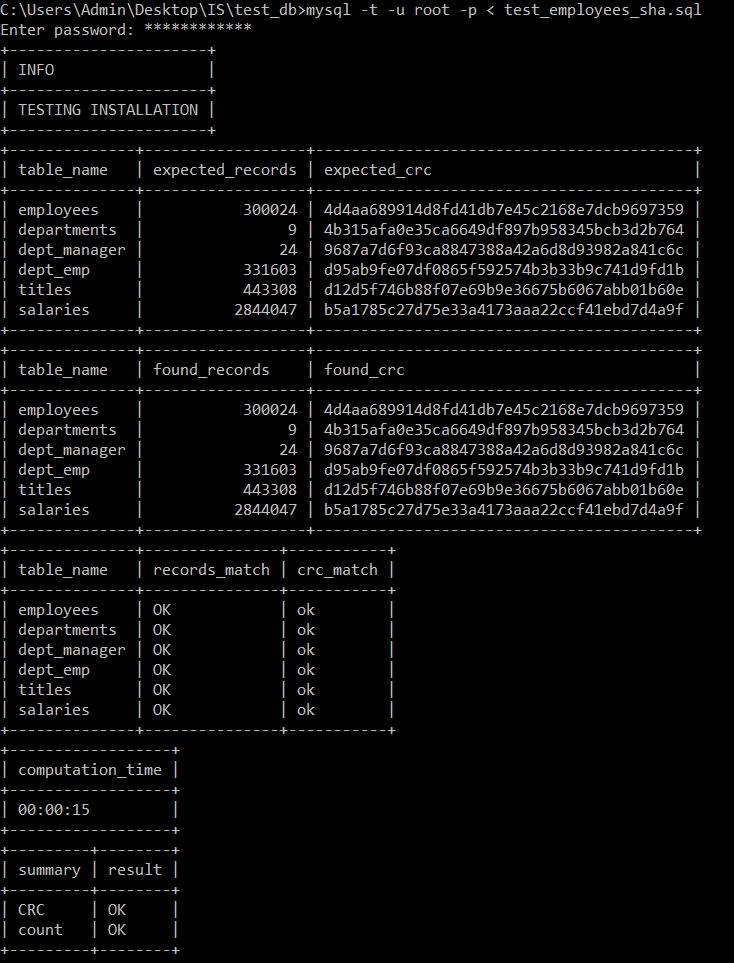 C:\Users\Admin\Desktop\IS\test_db>mysql -t -u root -p < test_employees_sha.sql
Enter password: ************
+----------------------+
| INFO                 |
+----------------------+
| TESTING INSTALLATION |
+----------------------+
+--------------+------------------+------------------------------------------+
| table_name   | expected_records | expected_crc                             |
+--------------+------------------+------------------------------------------+
| employees    |           300024 | 4d4aa689914d8fd41db7e45c2168e7dcb9697359 |
| departments  |                9 | 4b315afa0e35ca6649df897b958345bcb3d2b764 |
| dept_manager |               24 | 9687a7d6f93ca8847388a42a6d8d93982a841c6c |
| dept_emp     |           331603 | d95ab9fe07df0865f592574b3b33b9c741d9fd1b |
| titles       |           443308 | d12d5f746b88f07e69b9e36675b6067abb01b60e |
| salaries     |          2844047 | b5a1785c27d75e33a4173aaa22ccf41ebd7d4a9f |
+--------------+------------------+------------------------------------------+
+--------------+------------------+------------------------------------------+
| table_name   | found_records    | found_crc                                |
+--------------+------------------+------------------------------------------+
| employees    |           300024 | 4d4aa689914d8fd41db7e45c2168e7dcb9697359 |
| departments  |                9 | 4b315afa0e35ca6649df897b958345bcb3d2b764 |
| dept_manager |               24 | 9687a7d6f93ca8847388a42a6d8d93982a841c6c |
| dept_emp     |           331603 | d95ab9fe07df0865f592574b3b33b9c741d9fd1b |
| titles       |           443308 | d12d5f746b88f07e69b9e36675b6067abb01b60e |
| salaries     |          2844047 | b5a1785c27d75e33a4173aaa22ccf41ebd7d4a9f |
+--------------+------------------+------------------------------------------+
+--------------+---------------+-----------+
| table_name   | records_match | crc_match |
+--------------+---------------+-----------+
| employees    | OK            | ok        |
| departments  | OK            | ok        |
| dept_manager | OK            | ok        |
| dept_emp     | OK            | ok        |
| titles       | OK            | ok        |
| salaries     | OK            | ok        |
+--------------+---------------+-----------+
+------------------+
| computation_time |
+------------------+
| 00:00:15         |
+------------------+
+---------+--------+
| summary | result |
+---------+--------+
| CRC     | OK     |
| count   | OK     |
+---------+--------+